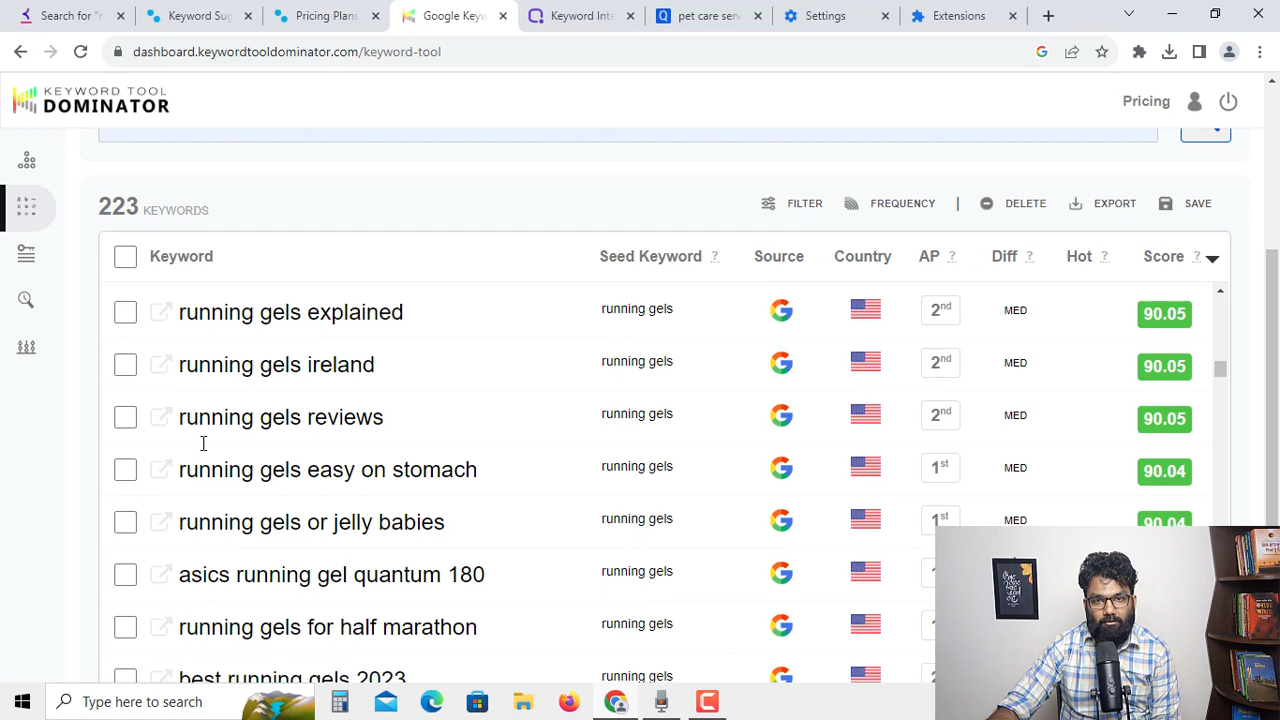 Search for "r
Keyword Sug
Pricing Plans
Google Keyw
Keyword Inte
pet care serv
Settings
Extensions
dashboard.keywordtooldominator.com/keyword-tool
KEYWORD TOOL
DOMINATOR
Pricing
223 KEYWORDS
FILTER
FREQUENCY
DELETE
EXPORT
SAVE
Keyword
Seed Keyword ?
Source
Country
AP ?
Diff ?
Hot ?
Score ?
running gels explained running gels 2nd MED 90.05
running gels ireland running gels 2nd MED 90.05
running gels reviews running gels 2nd MED 90.05
running gels easy on stomach running gels 1st MED 90.04
running gels or jelly babies running gels 1st MED 90.04
asics running gel quantum 180 running gels
running gels for half marathon running gels
best running gels 2023 running gels
Type here to search